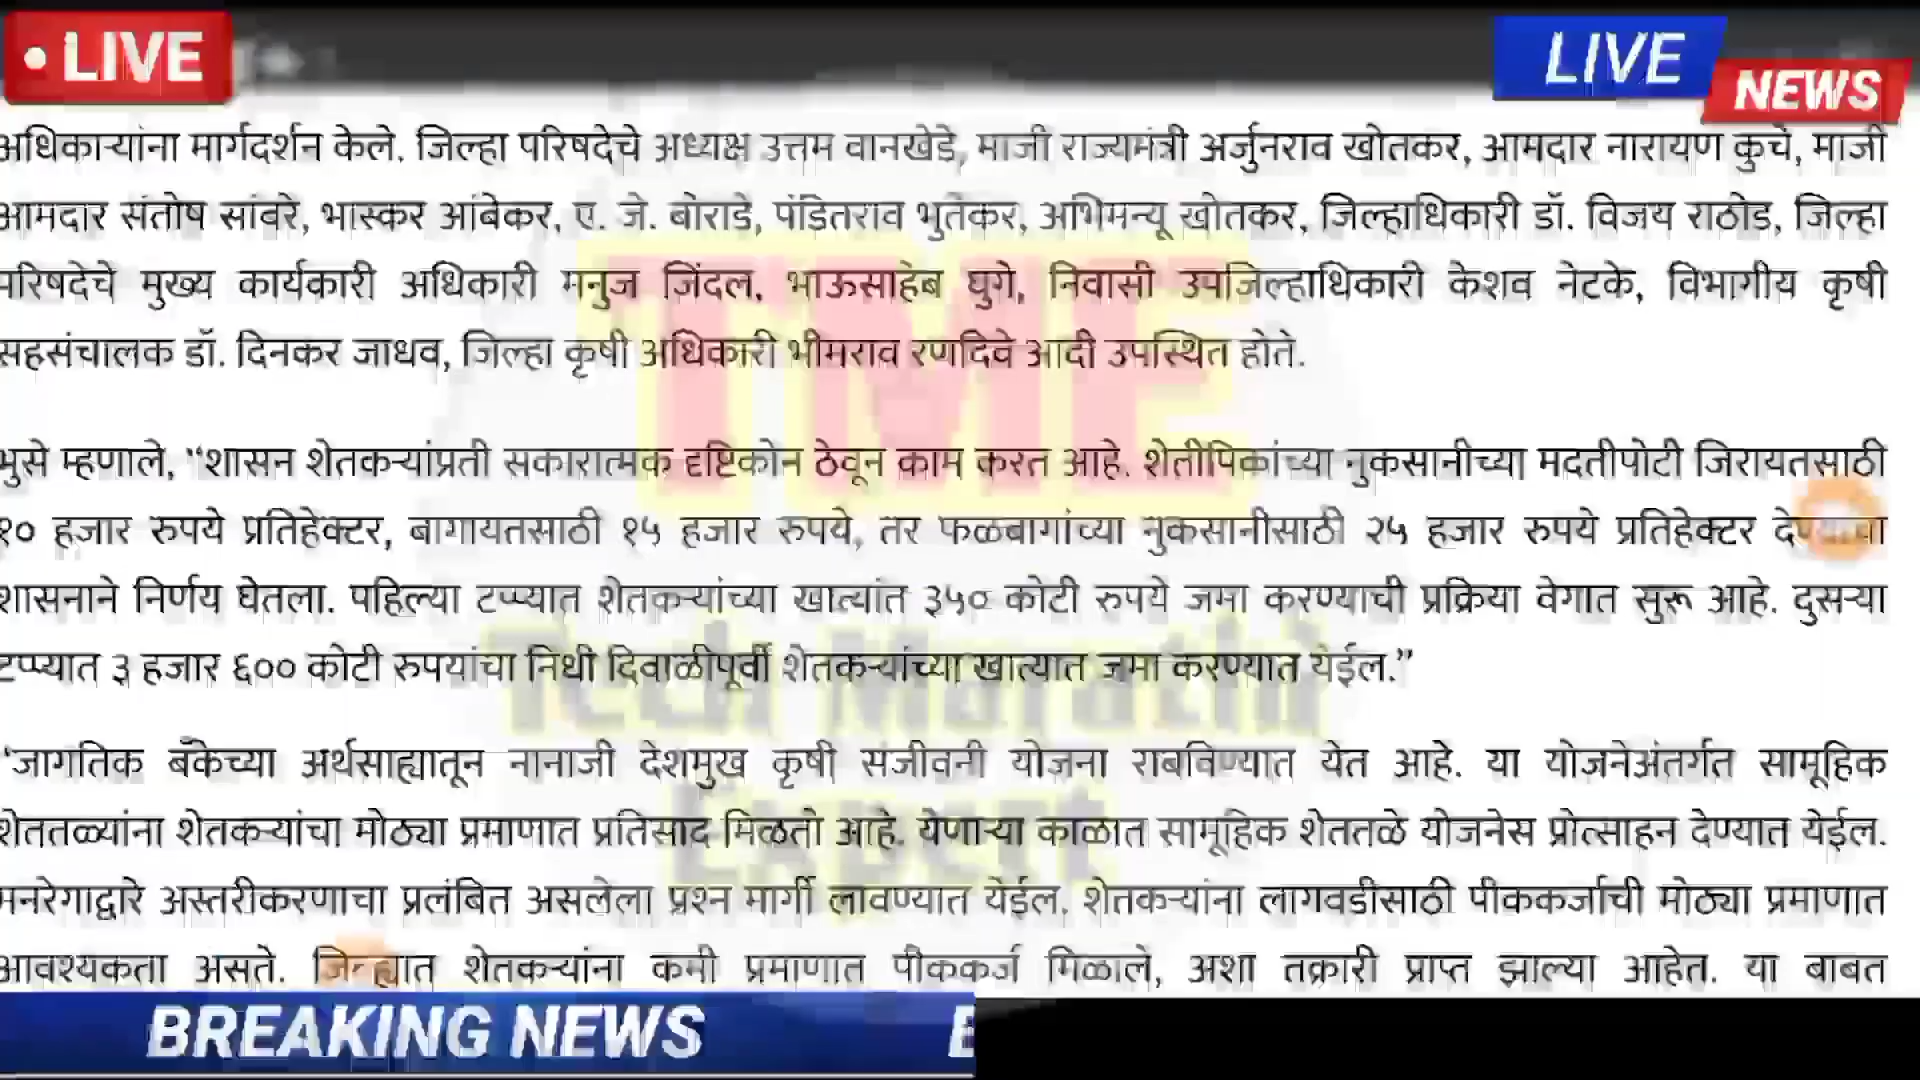 LIVE
LIVE
NEWS
अधिकाऱ्यांना मार्गदर्शन केले. जिल्हा परिषदेचे अध्यक्ष उत्तम वानखेडे, माजी राज्यमंत्री अर्जुनराव खोतकर, आमदार नारायण कुचे, माजी
आमदार संतोष सांबरे, भास्कर आंबेकर, ए. जे. बोराडे, पंडितराव भुतेकर, अभिमन्यू खोतकर, जिल्हाधिकारी डॉ. विजय राठोड, जिल्हा
परिषदेचे मुख्य कार्यकारी अधिकारी मनुज जिंदल, भाऊसाहेब घुगे, निवासी उपजिल्हाधिकारी केशव नेटके, विभागीय कृषी
सहसंचालक डॉ. दिनकर जाधव, जिल्हा कृषी अधिकारी भीमराव रणदिवे आदी उपस्थित होते.
भुसे म्हणाले, “शासन शेतकऱ्यांप्रती सकारात्मक दृष्टिकोन ठेवून काम करत आहे. शेतीपिकांच्या नुकसानीच्या मदतीपोटी जिरायतसाठी
१० हजार रुपये प्रतिहेक्टर, बागायतसाठी १५ हजार रुपये, तर फळबागांच्या नुकसानीसाठी २५ हजार रुपये प्रतिहेक्टर देण्याचा
शासनाने निर्णय घेतला. पहिल्या टप्प्यात शेतकऱ्यांच्या खात्यांत ३५० कोटी रुपये जमा करण्याची प्रक्रिया वेगात सुरू आहे. दुसऱ्या
टप्प्यात ३ हजार ६०० कोटी रुपयांचा निधी दिवाळीपूर्वी शेतकऱ्यांच्या खात्यात जमा करण्यात येईल.”
‘जागतिक बँकेच्या अर्थसाह्यातून नानाजी देशमुख कृषी संजीवनी योजना राबविण्यात येत आहे. या योजनेअंतर्गत सामूहिक
शेततळ्यांना शेतकऱ्यांचा मोठ्या प्रमाणात प्रतिसाद मिळतो आहे. येणाऱ्या काळात सामूहिक शेततळे योजनेस प्रोत्साहन देण्यात येईल.
मनरेगाद्वारे अस्तरीकरणाचा प्रलंबित असलेला प्रश्न मार्गी लावण्यात येईल. शेतकऱ्यांना लागवडीसाठी पीककर्जाची मोठ्या प्रमाणात
आवश्यकता असते. जिल्ह्यात शेतकऱ्यांना कमी प्रमाणात पीककर्ज मिळाले, अशा तक्रारी प्राप्त झाल्या आहेत. या बाबत
TME
Tech Marathi
Expert
BREAKING NEWS